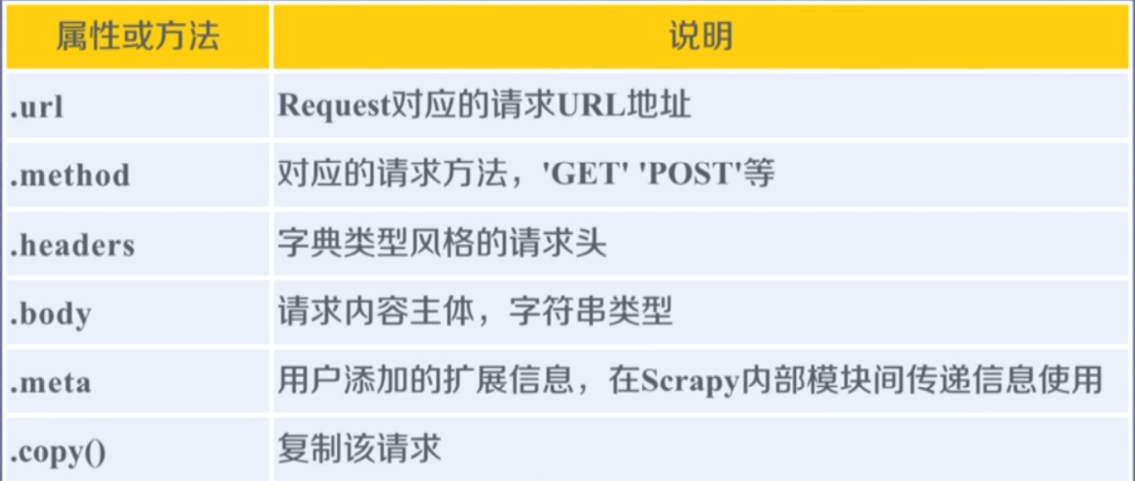 属性或方法 说明
.url Request对应的请求URL地址
.method 对应的请求方法，'GET' 'POST'等
.headers 字典类型风格的请求头
.body 请求内容主体，字符串类型
.meta 用户添加的扩展信息，在Scrapy内部模块间传递信息使用
.copy() 复制该请求